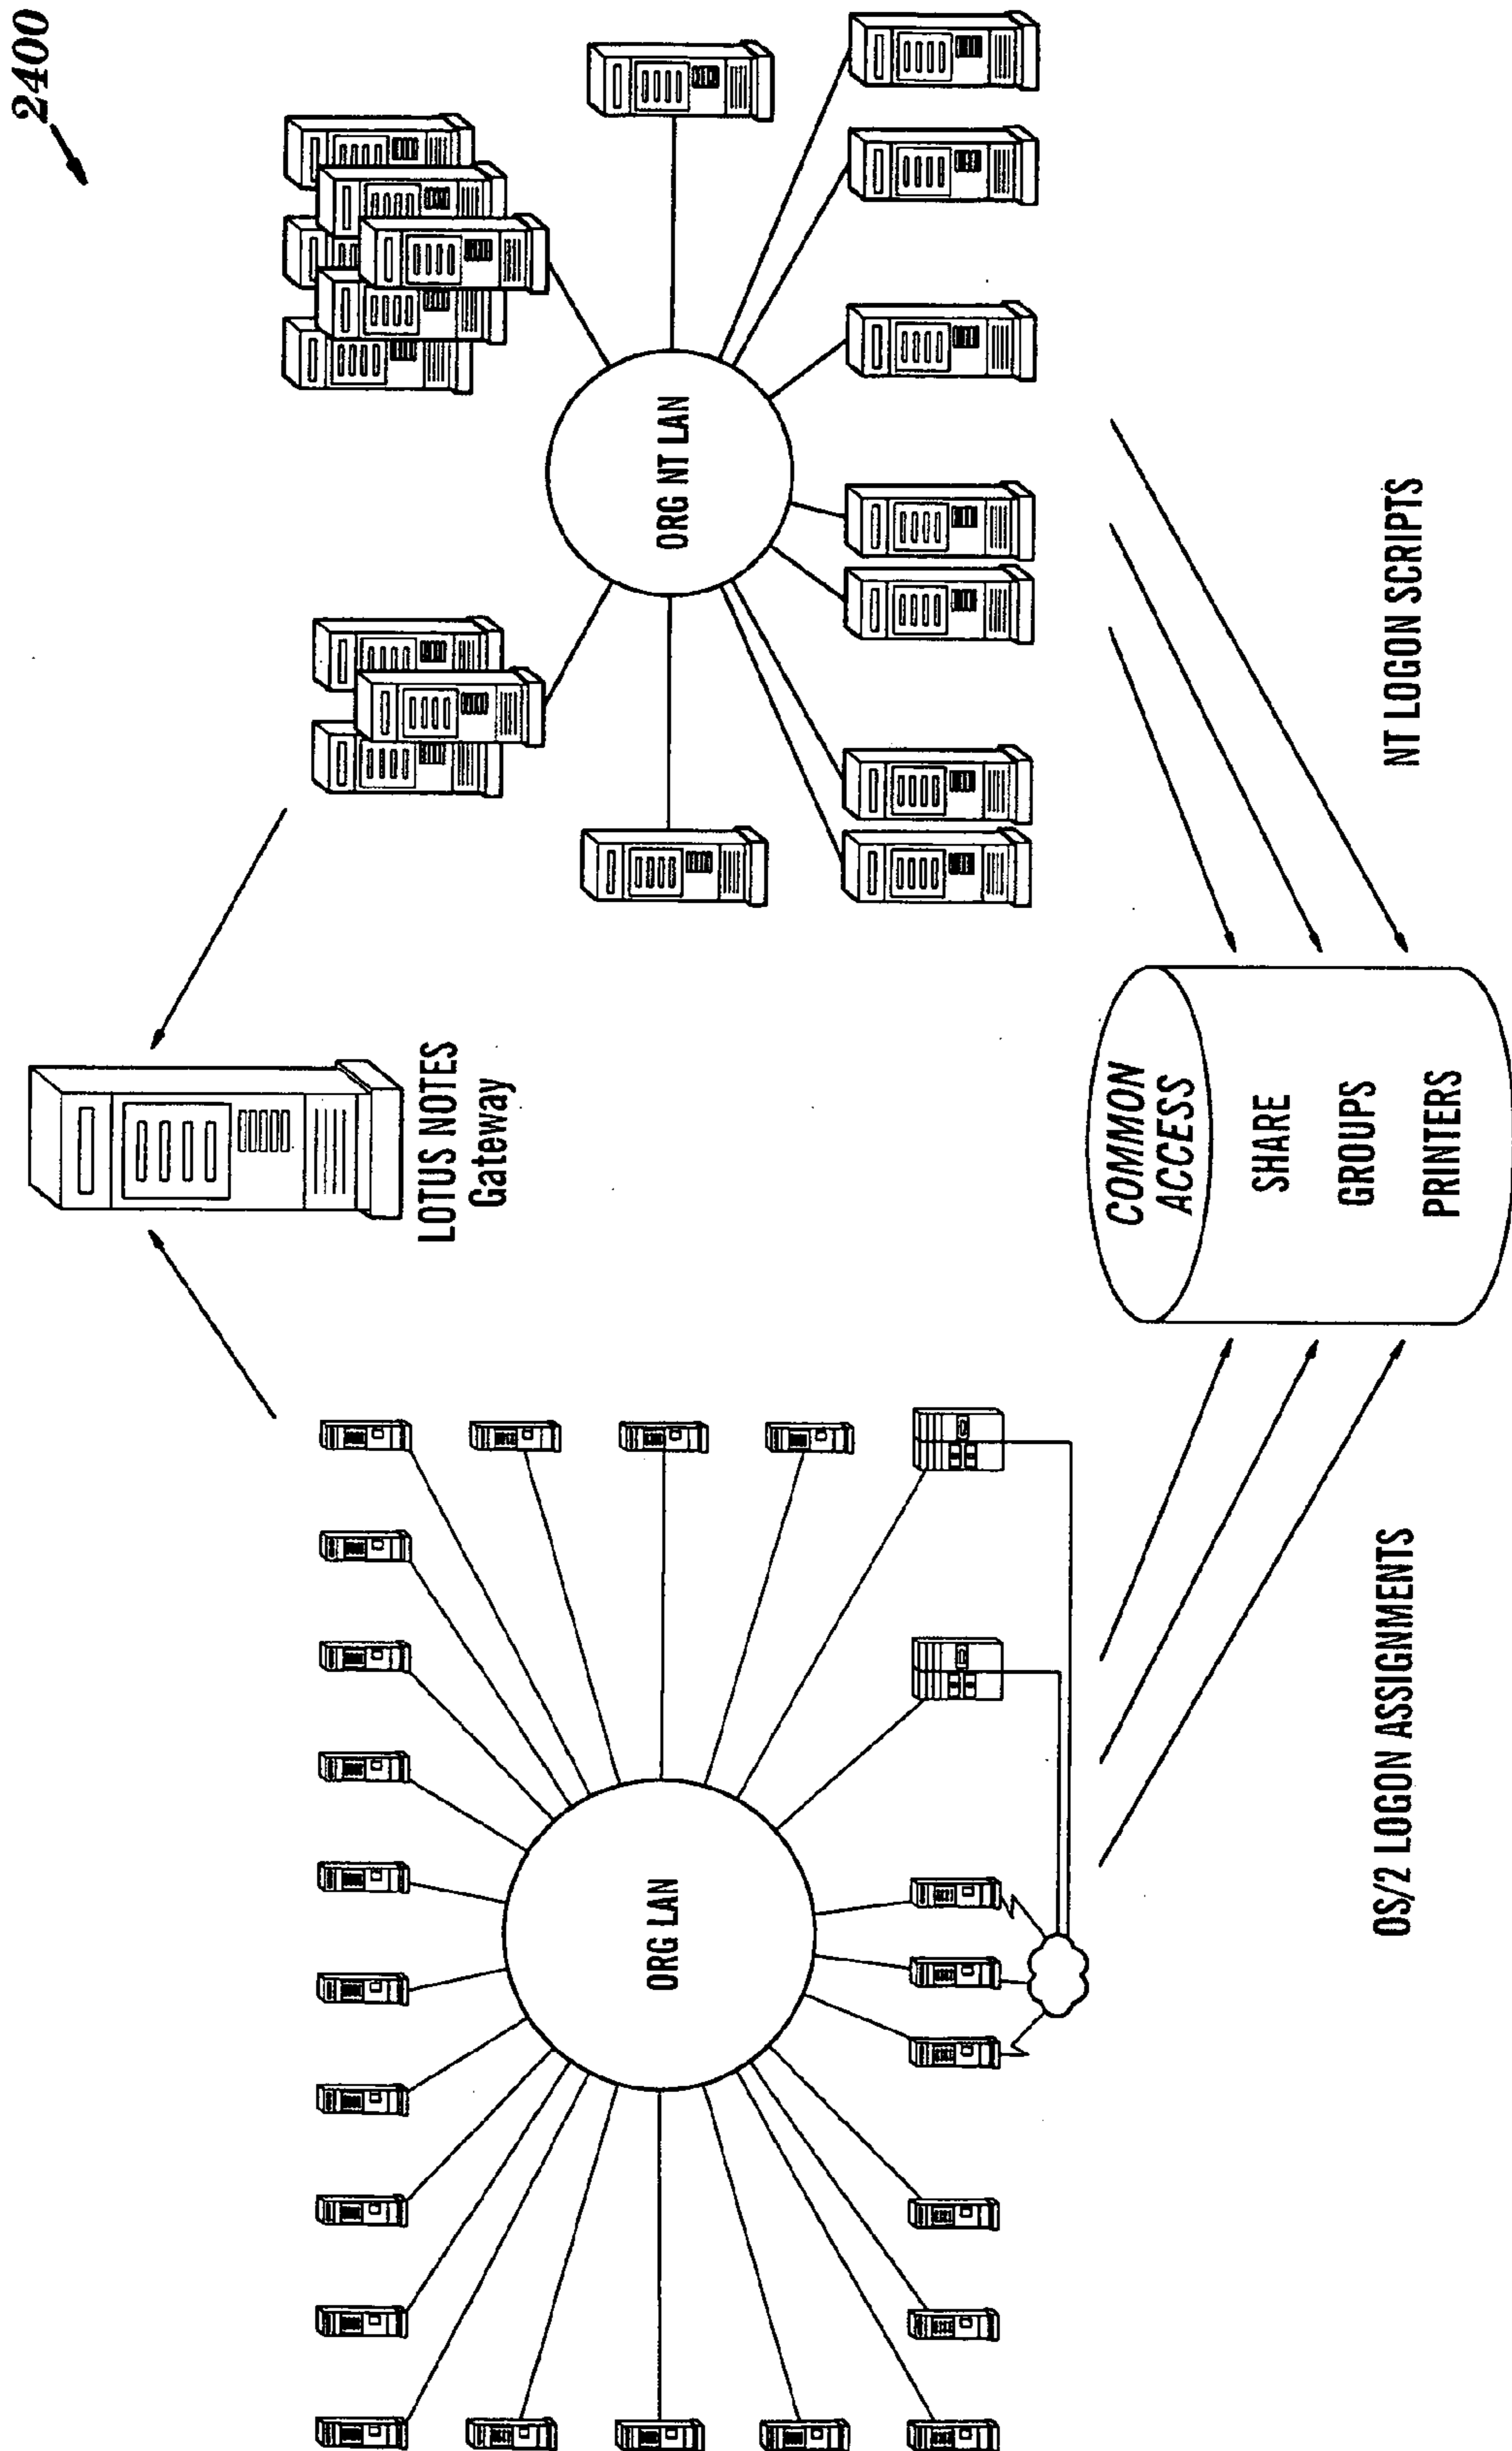 2400
LOTUS NOTES
Gateway
ORG LAN
ORG NT LAN
COMMON
ACCESS
SHARE
GROUPS
PRINTERS
OS/2 LOGON ASSIGNMENTS
NT LOGON SCRIPTS